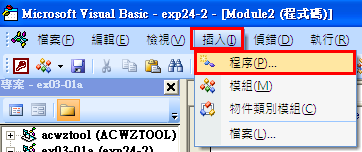 Microsoft Visual Basic - exp24-2 - [Module2 (程式碼)]
檔案(F) 編輯(E) 檢視(V) 插入(I) 偵錯(D) 執行(R)
程序(P)...
模組(M)
物件類別模組(C)
檔案(L)...
專案 - ex03-01a
acwztool (ACWZTOOL)
ex03-01a (exp24-2)